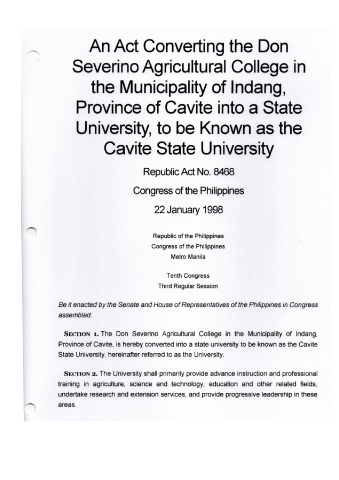 An Act Converting the Don
Severino Agricultural College in
the Municipality of Indang,
Province of Cavite into a State
University, to be Known as the
Cavite State University
Republic Act No. 8468
Congress of the Philippines
22 January 1998
Republic of the Philippines
Congress of the Philippines
Metro Manila
Tenth Congress
Third Regular Session
Be it enacted by the Senate and House of Representatives of the Philippines in Congress
assembled:
SECTION 1. The Don Severino Agricultural College in the Municipality of Indang,
Province of Cavite, is hereby converted into a state university to be known as the Cavite
State University, hereinafter referred to as the University.
SECTION 2. The University shall primarily provide advance instruction and professional
training in agriculture, science and technology, education and other related fields,
undertake research and extension services, and provide progressive leadership in these
areas.